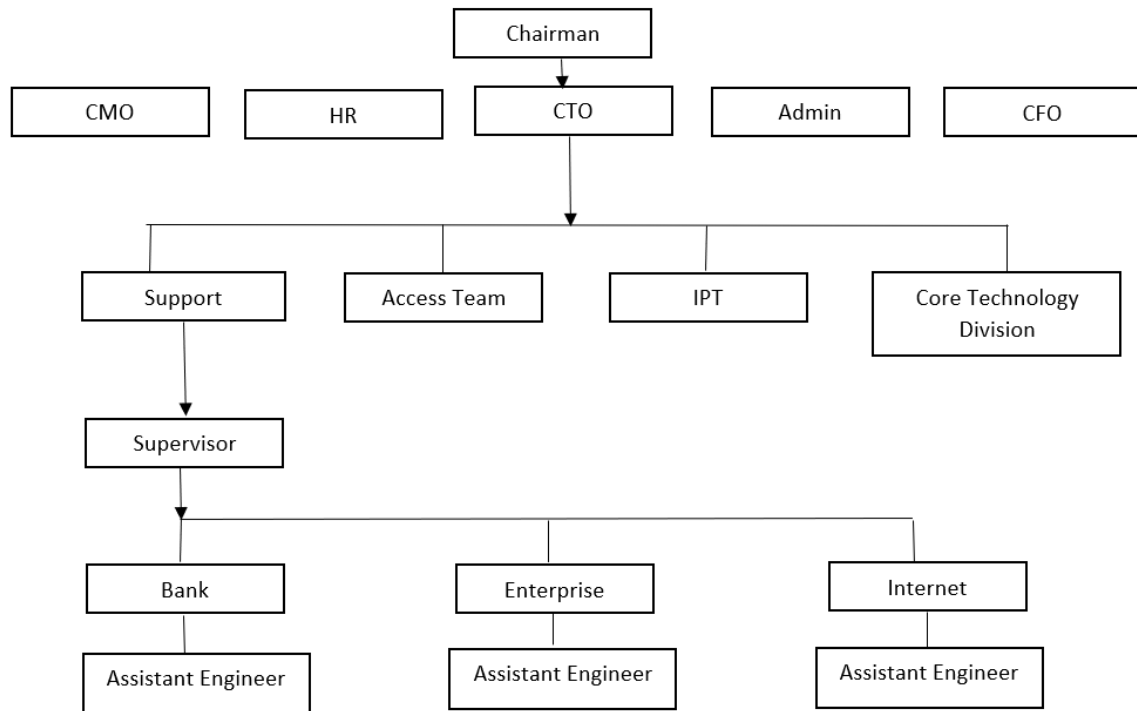 Chairman
CMO
HR
CTO
Admin
CFO
Support
Access Team
IPT
Core Technology
Division
Supervisor
Bank
Enterprise
Internet
Assistant Engineer
Assistant Engineer
Assistant Engineer